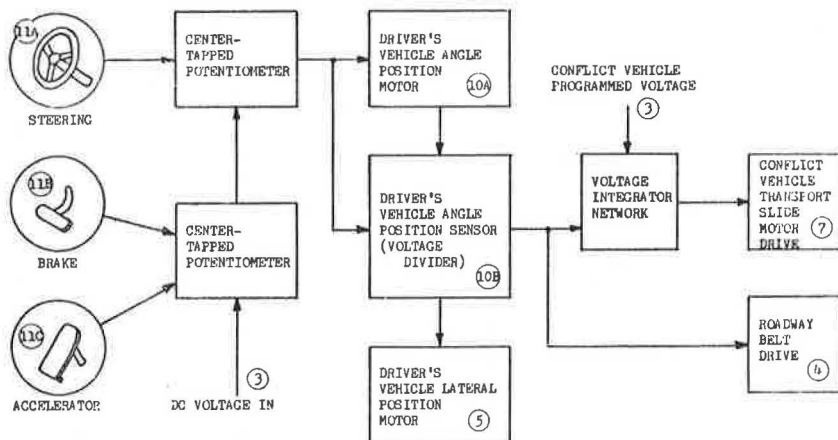 11A
STEERING
11B
BRAKE
11C
ACCELERATOR
CENTER-
TAPPED
POTENTIOMETER
CENTER-
TAPPED
POTENTIOMETER
3
DC VOLTAGE IN
DRIVER'S
VEHICLE ANGLE
POSITION
MOTOR
10A
DRIVER'S
VEHICLE ANGLE
POSITION SENSOR
(VOLTAGE
DIVIDER)
10B
DRIVER'S
VEHICLE LATERAL
POSITION
MOTOR
5
CONFLICT VEHICLE
PROGRAMMED VOLTAGE
3
VOLTAGE
INTEGRATOR
NETWORK
CONFLICT
VEHICLE
TRANSPORT
SLIDE
MOTOR
DRIVE
7
ROADWAY
BELT
DRIVE
4